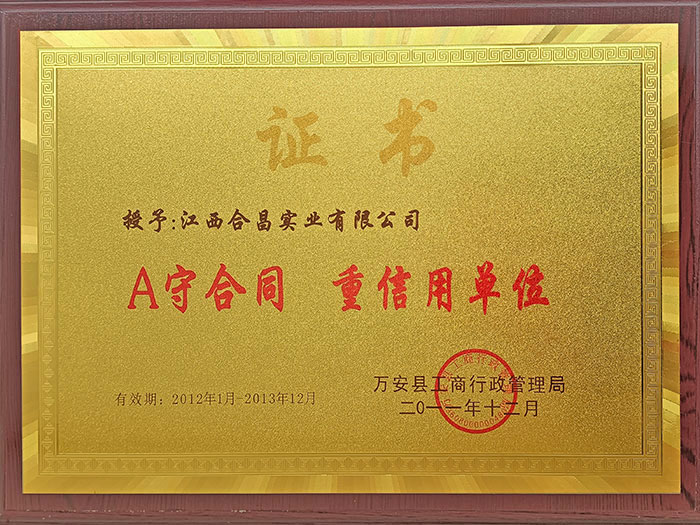 证书
授予:江西合昌实业有限公司
A守合同 重信用单位
有效期：2012年1月-2013年12月
万安县工商行政管理局
二0一一年十二月